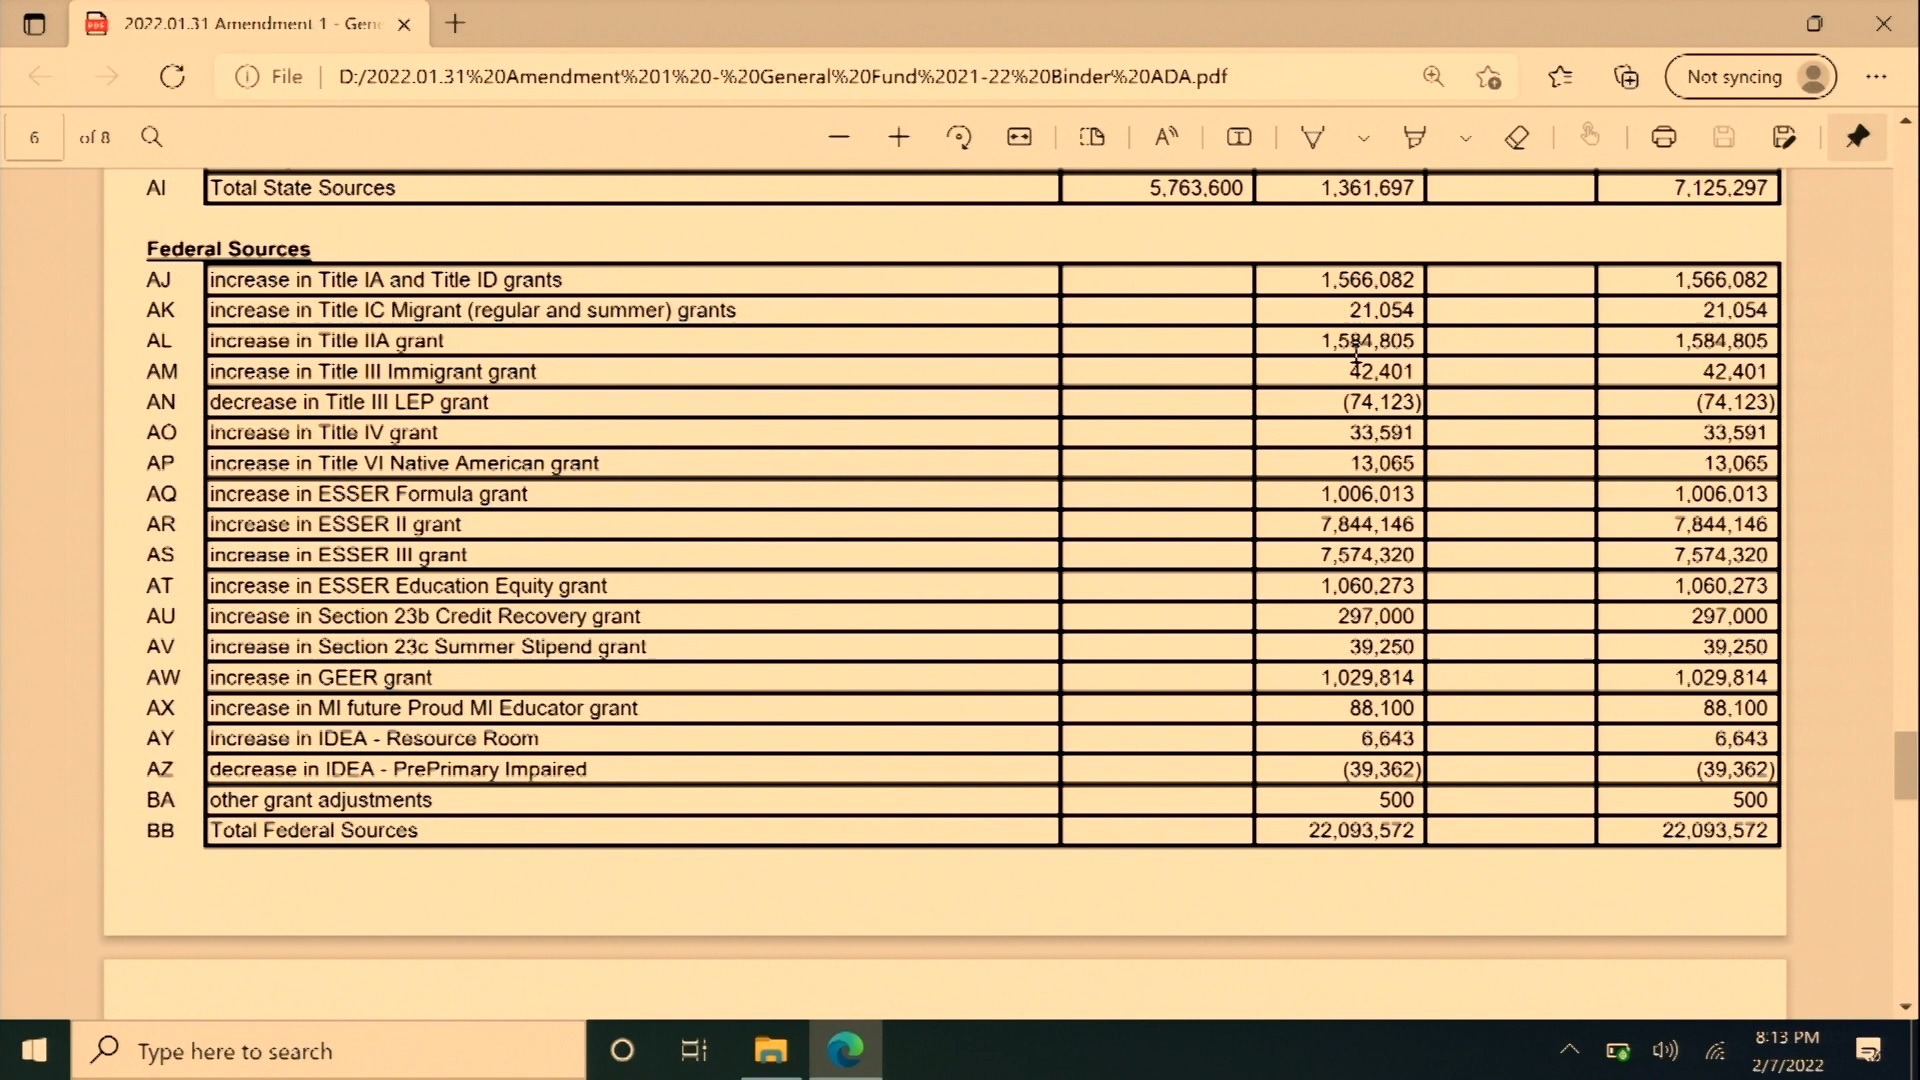 2022.01.31 Amendment 1 - Gen
File D:/2022.01.31%20Amendment%201%20-%20General%20Fund%2021-22%20Binder%20ADA.pdf Not syncing
6 of 8
AI Total State Sources 5,763,600 1,361,697 7,125,297
Federal Sources
AJ increase in Title IA and Title ID grants 1,566,082 1,566,082
AK increase in Title IC Migrant (regular and summer) grants 21,054 21,054
AL increase in Title IIA grant 1,584,805 1,584,805
AM increase in Title III Immigrant grant 42,401 42,401
AN decrease in Title III LEP grant (74,123) (74,123)
AO increase in Title IV grant 33,591 33,591
AP increase in Title VI Native American grant 13,065 13,065
AQ increase in ESSER Formula grant 1,006,013 1,006,013
AR increase in ESSER II grant 7,844,146 7,844,146
AS increase in ESSER III grant 7,574,320 7,574,320
AT increase in ESSER Education Equity grant 1,060,273 1,060,273
AU increase in Section 23b Credit Recovery grant 297,000 297,000
AV increase in Section 23c Summer Stipend grant 39,250 39,250
AW increase in GEER grant 1,029,814 1,029,814
AX increase in MI future Proud MI Educator grant 88,100 88,100
AY increase in IDEA - Resource Room 6,643 6,643
AZ decrease in IDEA - PrePrimary Impaired (39,362) (39,362)
BA other grant adjustments 500 500
BB Total Federal Sources 22,093,572 22,093,572
Type here to search
8:13 PM
2/7/2022